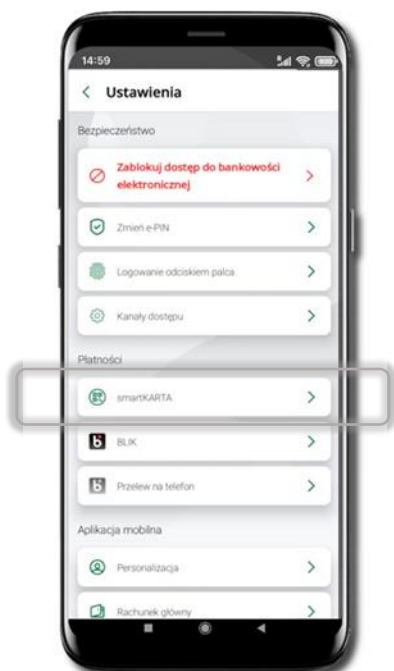 14:59
Ustawienia
Bezpieczeństwo
Zablokuj dostęp do bankowości
elektronicznej
Zmień e-PIN
Logowanie odciskiem palca
Kanały dostępu
Płatności
smartKARTA
BLIK
Przelew na telefon
Aplikacja mobilna
Personalizacja
Rachunek główny